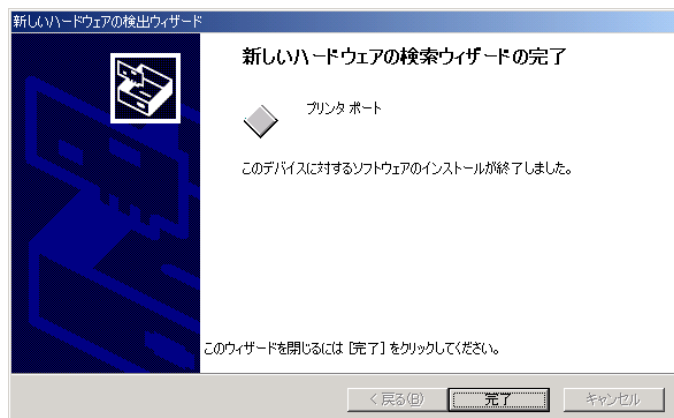 新しいハードウェアの検出ウィザード
新しいハードウェアの検索ウィザードの完了
プリンタ ポート
このデバイスに対するソフトウェアのインストールが終了しました。
このウィザードを閉じるには [完了] をクリックしてください。
< 戻る(B)
完了
キャンセル